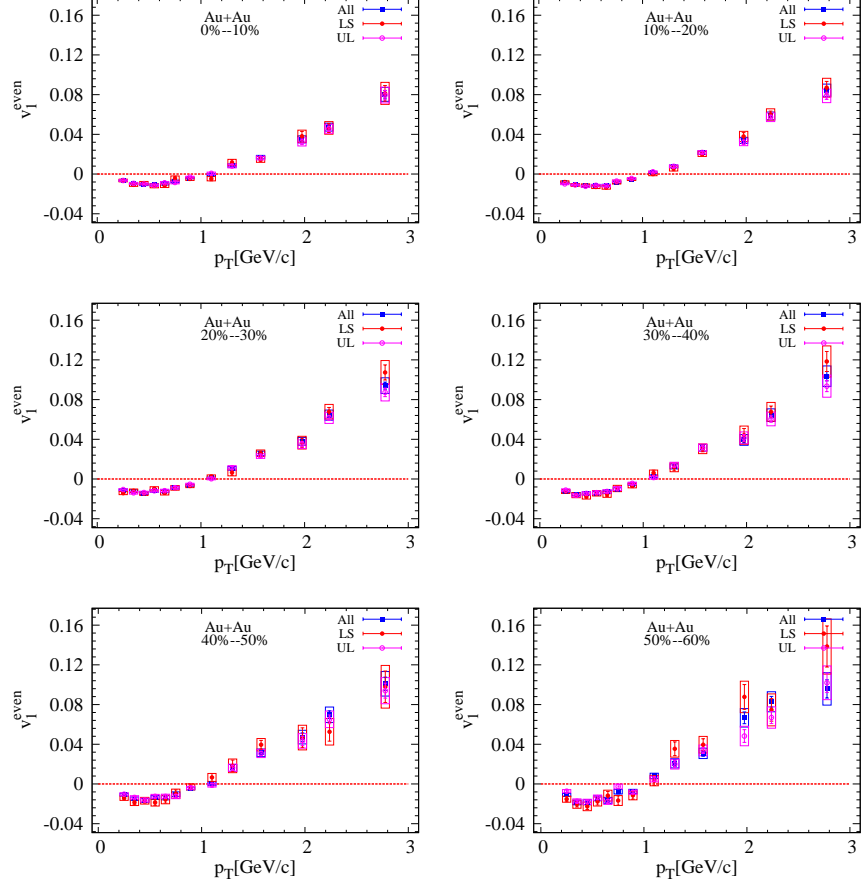 0.16
0.12
0.08
0.04
0
-0.04
v₁ᵉᵛᵉⁿ
Au+Au
0%--10%
All
LS
UL
0 1 2 3
p_T[GeV/c]
0.16
0.12
0.08
0.04
0
-0.04
v₁ᵉᵛᵉⁿ
Au+Au
10%--20%
All
LS
UL
0 1 2 3
p_T[GeV/c]
0.16
0.12
0.08
0.04
0
-0.04
v₁ᵉᵛᵉⁿ
Au+Au
20%--30%
All
LS
UL
0 1 2 3
p_T[GeV/c]
0.16
0.12
0.08
0.04
0
-0.04
v₁ᵉᵛᵉⁿ
Au+Au
30%--40%
All
LS
UL
0 1 2 3
p_T[GeV/c]
0.16
0.12
0.08
0.04
0
-0.04
v₁ᵉᵛᵉⁿ
Au+Au
40%--50%
All
LS
UL
0 1 2 3
p_T[GeV/c]
0.16
0.12
0.08
0.04
0
-0.04
v₁ᵉᵛᵉⁿ
Au+Au
50%--60%
All
LS
UL
0 1 2 3
p_T[GeV/c]